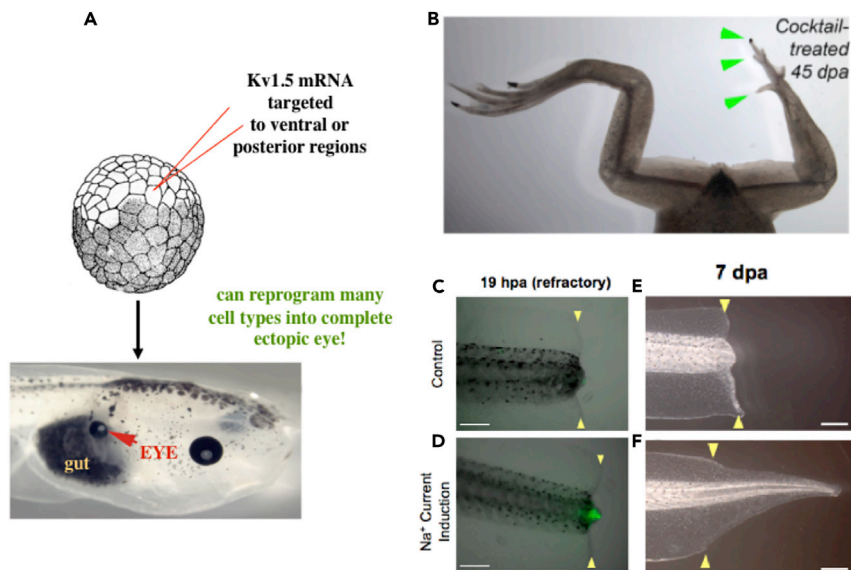 A
Kv1.5 mRNA
targeted
to ventral or
posterior regions
can reprogram many
cell types into complete
ectopic eye!
gut
EYE
B
Cocktail-
treated
45 dpa
19 hpa (refractory)
7 dpa
C
E
Control
D
F
Na⁺ Current
Induction